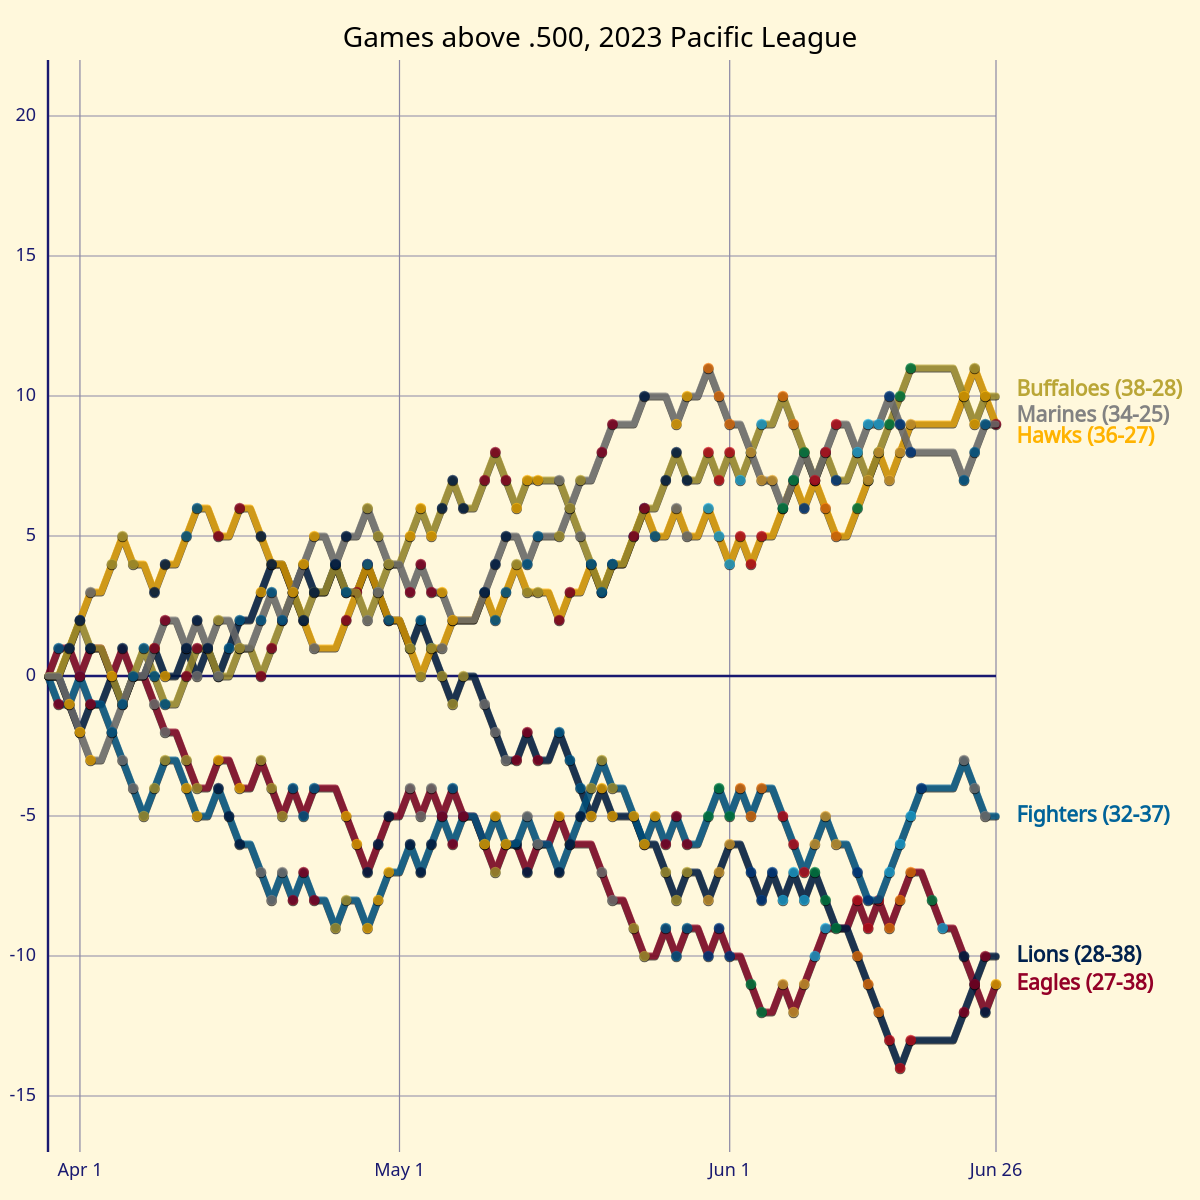 Games above .500, 2023 Pacific League
20
15
10
5
0
-5
-10
-15
Buffaloes (38-28)
Marines (34-25)
Hawks (36-27)
Fighters (32-37)
Lions (28-38)
Eagles (27-38)
Apr 1
May 1
Jun 1
Jun 26